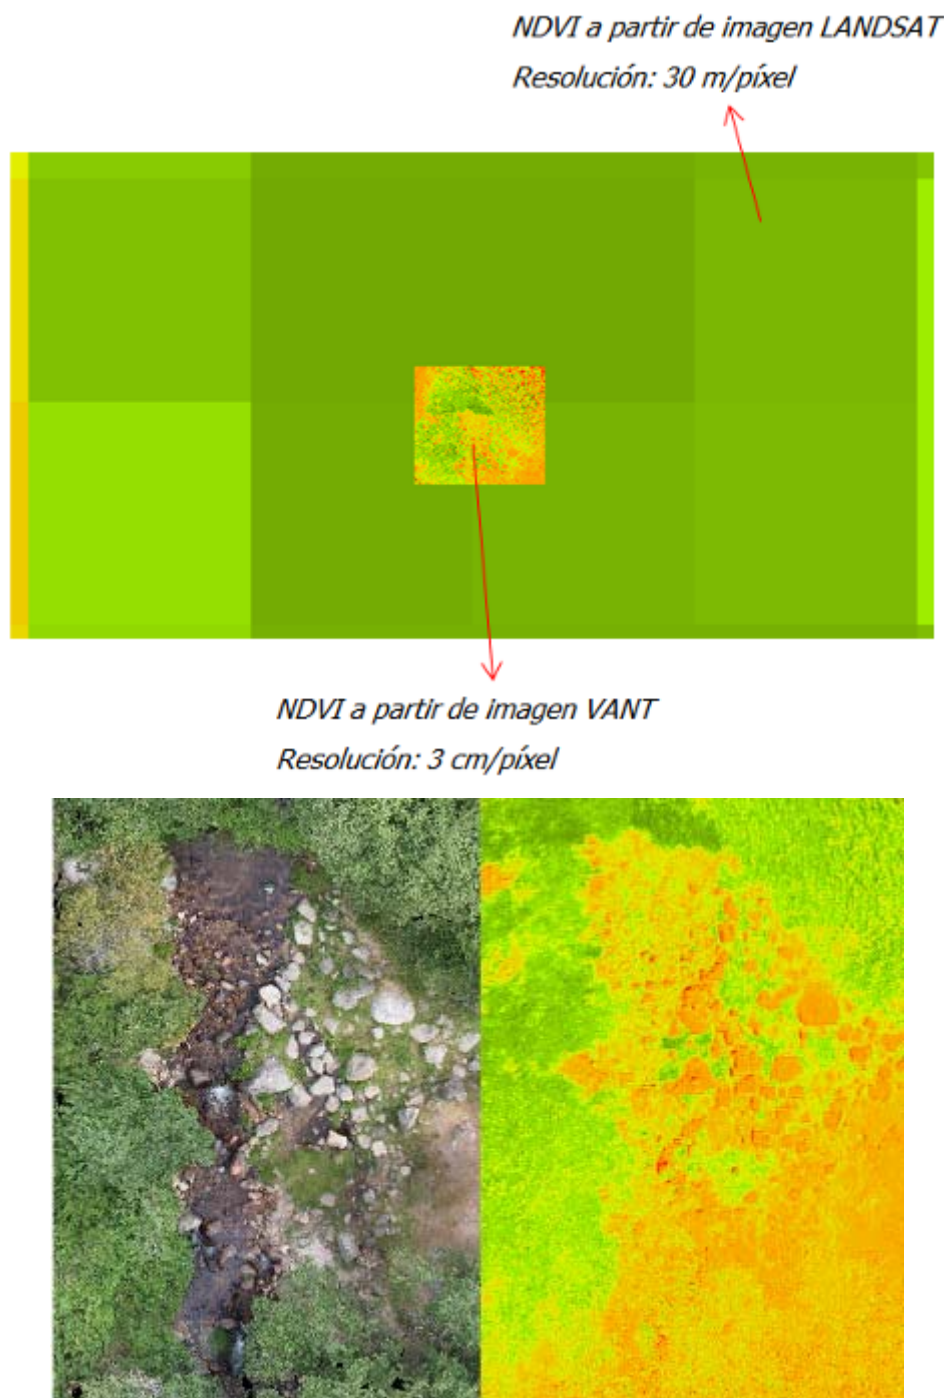 NDVI a partir de imagen LANDSAT
Resolución: 30 m/píxel
NDVI a partir de imagen VANT
Resolución: 3 cm/píxel